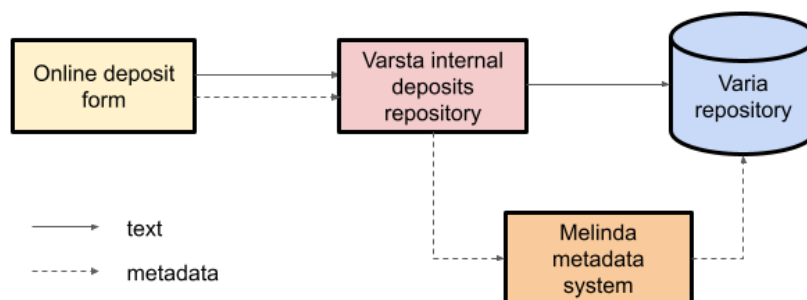 Online deposit
form
Varsta internal
deposits
repository
Varia
repository
text
metadata
Melinda
metadata
system